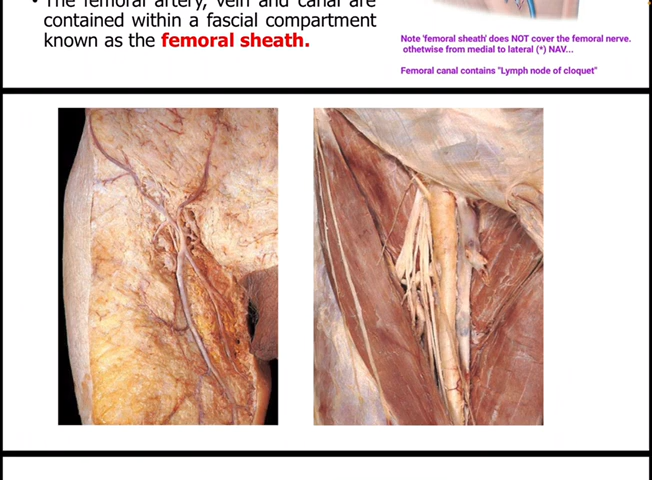 • The femoral artery, vein and canal are
contained within a fascial compartment
known as the femoral sheath.
Note 'femoral sheath' does NOT cover the femoral nerve.
othetwise from medial to lateral (*) NAV...
Femoral canal contains "Lymph node of cloquet"